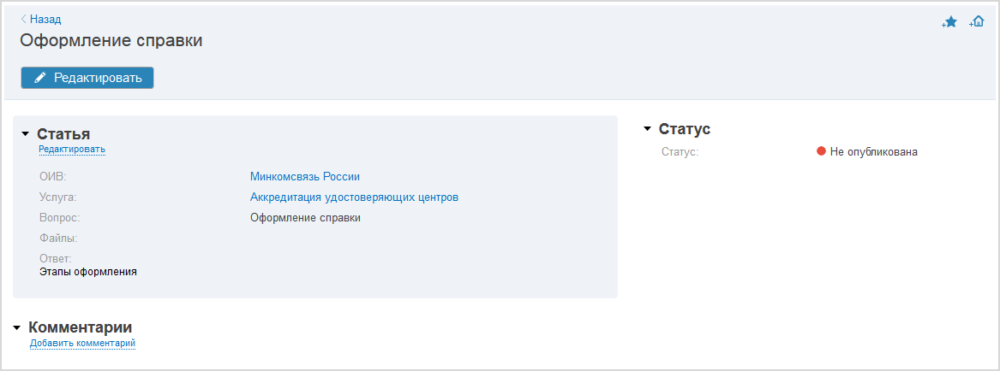 Назад
Оформление справки
Редактировать
Статья
Редактировать
ОИВ: Минкомсвязь России
Услуга: Аккредитация удостоверяющих центров
Вопрос: Оформление справки
Файлы:
Ответ:
Этапы оформления
Комментарии
Добавить комментарий
Статус
Статус: Не опубликована